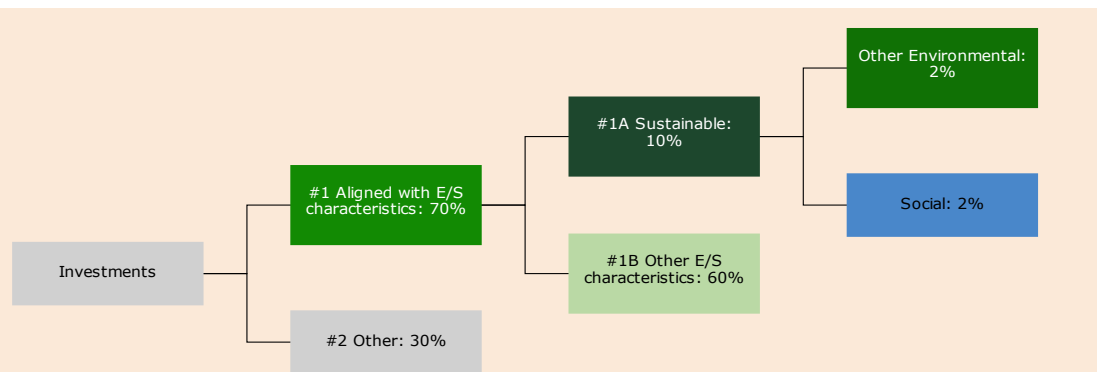 Other Environmental:
2%
#1A Sustainable:
10%
#1 Aligned with E/S
characteristics: 70%
Social: 2%
Investments
#1B Other E/S
characteristics: 60%
#2 Other: 30%